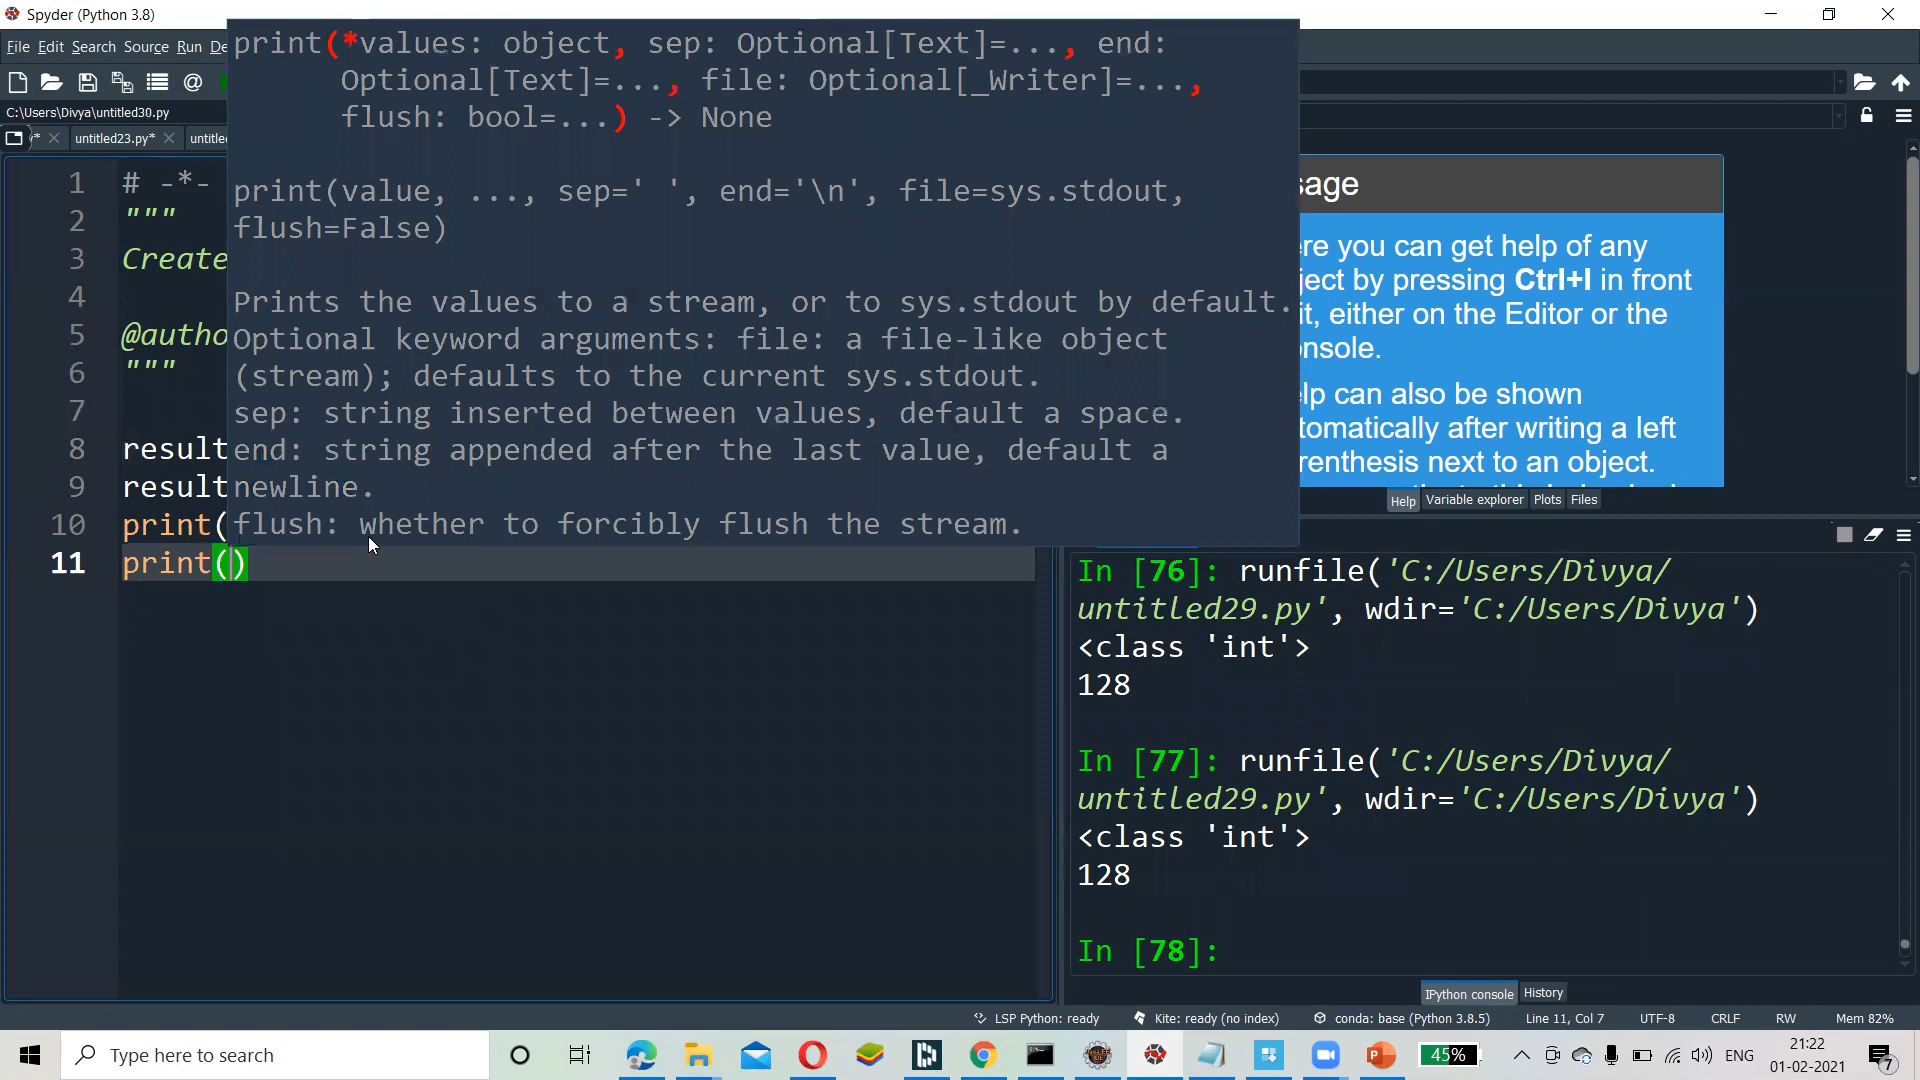 Spyder (Python 3.8)
File Edit Search Source Run De
C:\Users\Divya\untitled30.py
* untitled23.py* untitle
1 # -*-
2 """
3 Create
4
5 @autho
6 """
7
8 result
9 result
10 print(
11 print()
print(*values: object, sep: Optional[Text]=..., end:
Optional[Text]=..., file: Optional[_Writer]=...,
flush: bool=...) -> None
print(value, ..., sep=' ', end='\n', file=sys.stdout,
flush=False)
Prints the values to a stream, or to sys.stdout by default.
Optional keyword arguments: file: a file-like object
(stream); defaults to the current sys.stdout.
sep: string inserted between values, default a space.
end: string appended after the last value, default a
newline.
flush: whether to forcibly flush the stream.
sage
re you can get help of any
ject by pressing Ctrl+I in front
it, either on the Editor or the
nsole.
lp can also be shown
tomatically after writing a left
renthesis next to an object.
Help Variable explorer Plots Files
In [76]: runfile('C:/Users/Divya/
untitled29.py', wdir='C:/Users/Divya')
<class 'int'>
128
In [77]: runfile('C:/Users/Divya/
untitled29.py', wdir='C:/Users/Divya')
<class 'int'>
128
In [78]:
IPython console History
LSP Python: ready Kite: ready (no index) conda: base (Python 3.8.5) Line 11, Col 7 UTF-8 CRLF RW Mem 82%
Type here to search
45%
ENG
21:22
01-02-2021
7